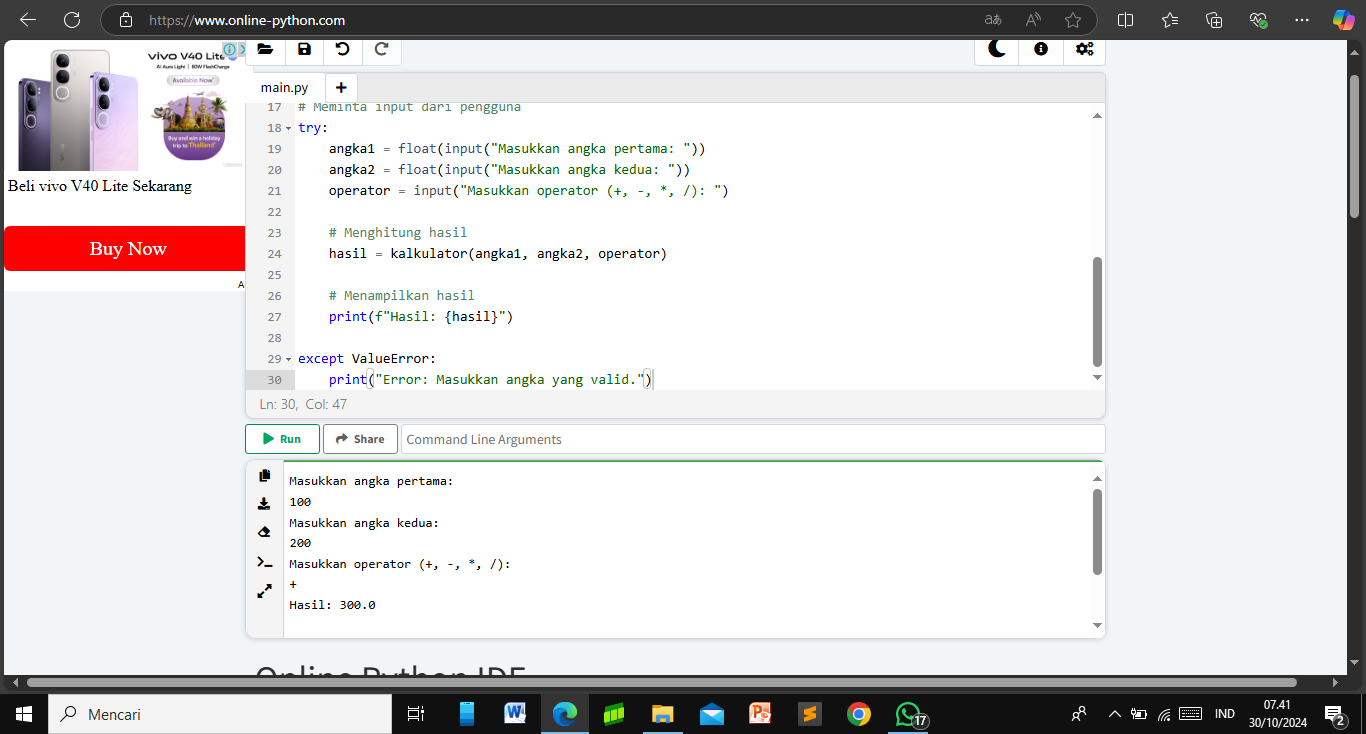 https://www.online-python.com
vivo V40 Lite
AI Aura Light | 80W FlashCharge
Available Now
Buy and win a holiday
trip to Thailand
Beli vivo V40 Lite Sekarang
Buy Now
A
main.py
+
17 # Meminta input dari pengguna
18 try:
19 angka1 = float(input("Masukkan angka pertama: "))
20 angka2 = float(input("Masukkan angka kedua: "))
21 operator = input("Masukkan operator (+, -, *, /): ")
22
23 # Menghitung hasil
24 hasil = kalkulator(angka1, angka2, operator)
25
26 # Menampilkan hasil
27 print(f"Hasil: {hasil}")
28
29 except ValueError:
30 print("Error: Masukkan angka yang valid.")
Ln: 30, Col: 47
Run
Share
Command Line Arguments
Masukkan angka pertama:
100
Masukkan angka kedua:
200
Masukkan operator (+, -, *, /):
+
Hasil: 300.0
Online Python IDE
Mencari
17
IND
07.41
30/10/2024
2